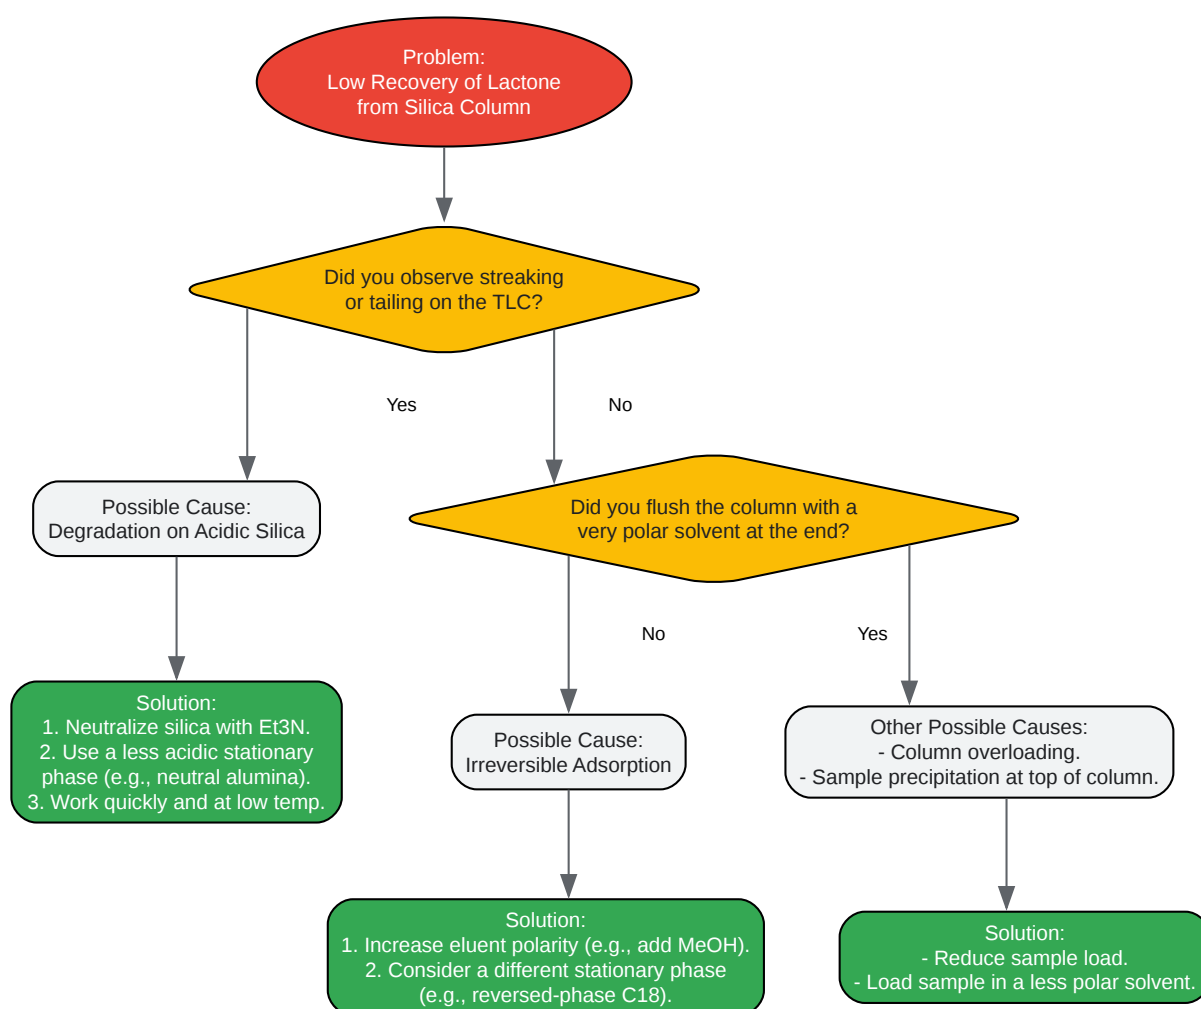 Problem:
Low Recovery of Lactone
from Silica Column
Did you observe streaking
or tailing on the TLC?
Yes
No
Possible Cause:
Degradation on Acidic Silica
Did you flush the column with a
very polar solvent at the end?
No
Yes
Solution:
1. Neutralize silica with Et3N.
2. Use a less acidic stationary
phase (e.g., neutral alumina).
3. Work quickly and at low temp.
Possible Cause:
Irreversible Adsorption
Other Possible Causes:
- Column overloading.
- Sample precipitation at top of column.
Solution:
1. Increase eluent polarity (e.g., add MeOH).
2. Consider a different stationary phase
(e.g., reversed-phase C18).
Solution:
- Reduce sample load.
- Load sample in a less polar solvent.